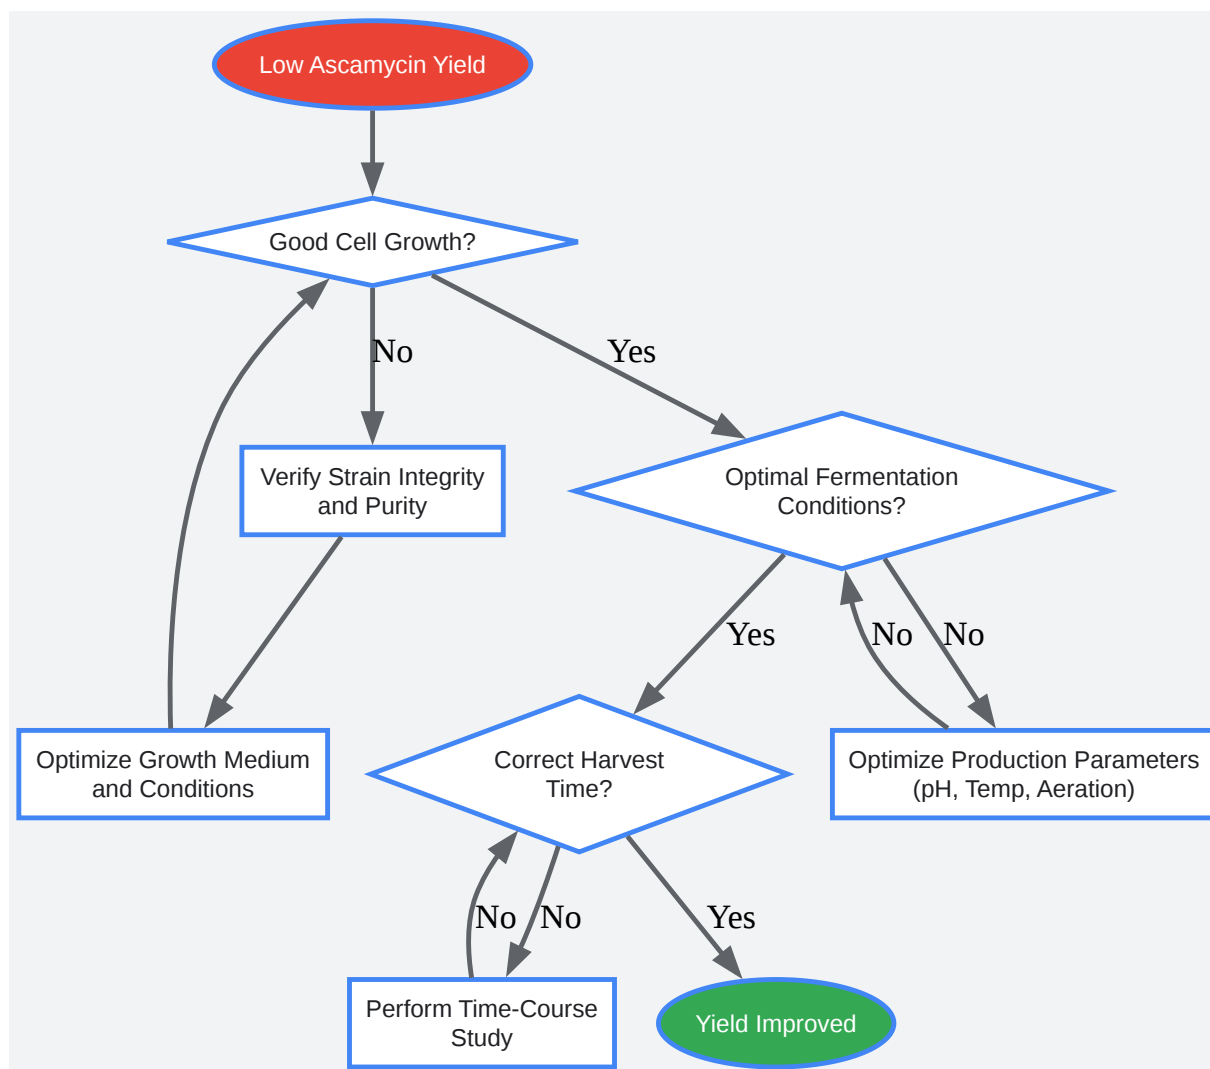 Low Ascamycin Yield
Good Cell Growth?
No
Yes
Verify Strain Integrity
and Purity
Optimal Fermentation
Conditions?
Yes
No
No
Optimize Growth Medium
and Conditions
Correct Harvest
Time?
Optimize Production Parameters
(pH, Temp, Aeration)
No
No
Yes
Perform Time-Course
Study
Yield Improved